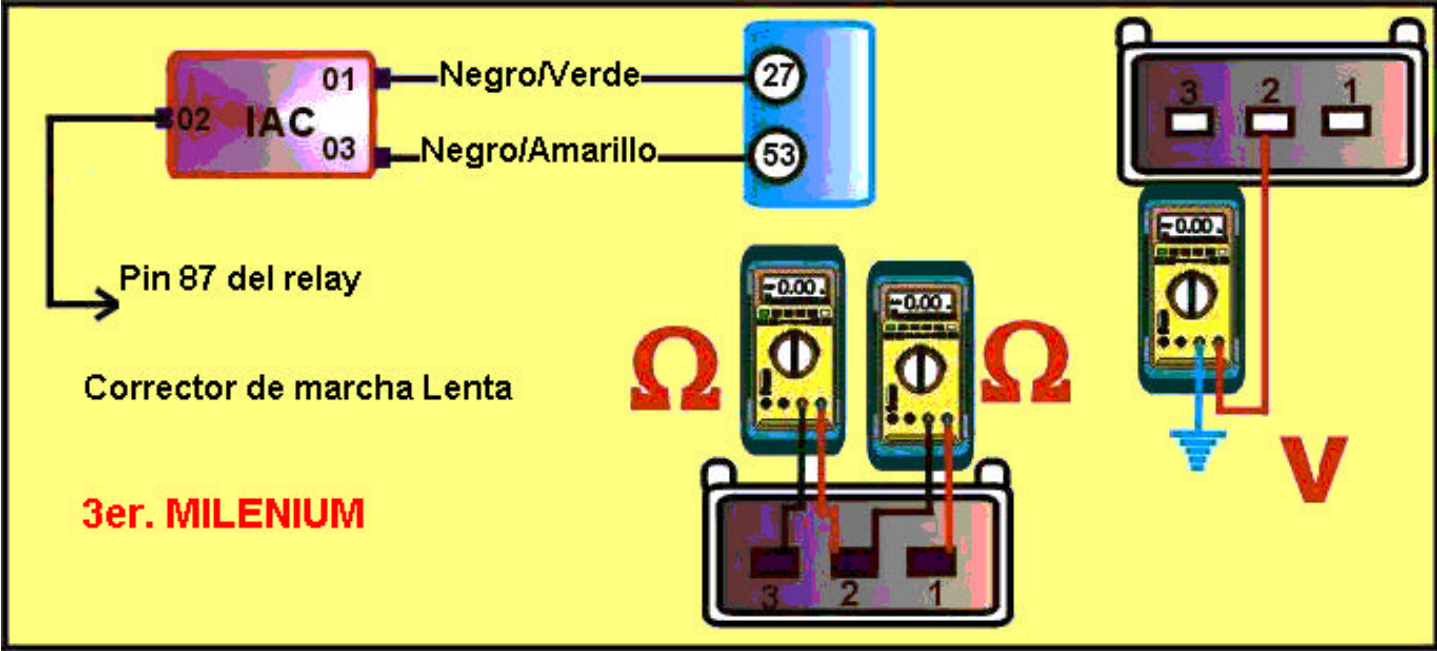 01 Negro/Verde 27
02 IAC
03 Negro/Amarillo 53
Pin 87 del relay
Corrector de marcha Lenta
3er. MILENIUM
3 2 1
0.00
V
0.00
0.00
Ω
Ω
3 2 1